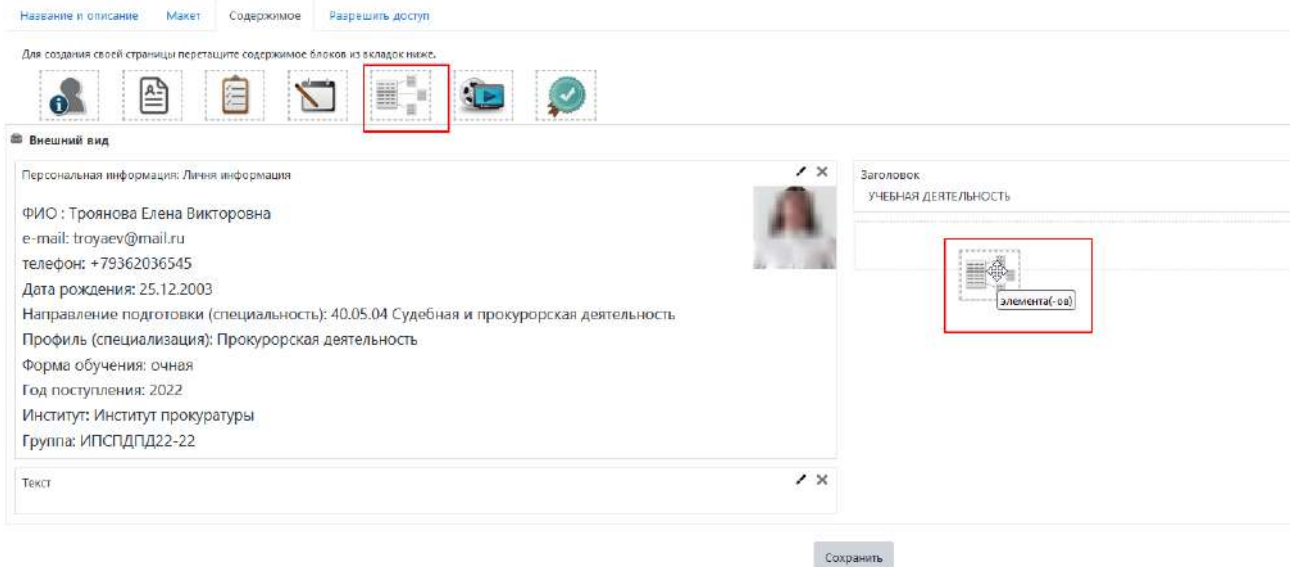 Название и описание Макет Содержимое Разрешить доступ
Для создания своей страницы перетащите содержимое блоков из вкладок ниже.
Внешний вид
Персональная информация: Личня информация
ФИО : Троянова Елена Викторовна
e-mail: troyaev@mail.ru
телефон: +79362036545
Дата рождения: 25.12.2003
Направление подготовки (специальность): 40.05.04 Судебная и прокурорская деятельность
Профиль (специализация): Прокурорская деятельность
Форма обучения: очная
Год поступления: 2022
Институт: Институт прокуратуры
Группа: ИПСПДПД22-22
Текст
Заголовок
УЧЕБНАЯ ДЕЯТЕЛЬНОСТЬ
элемента(-ов)
Сохранить